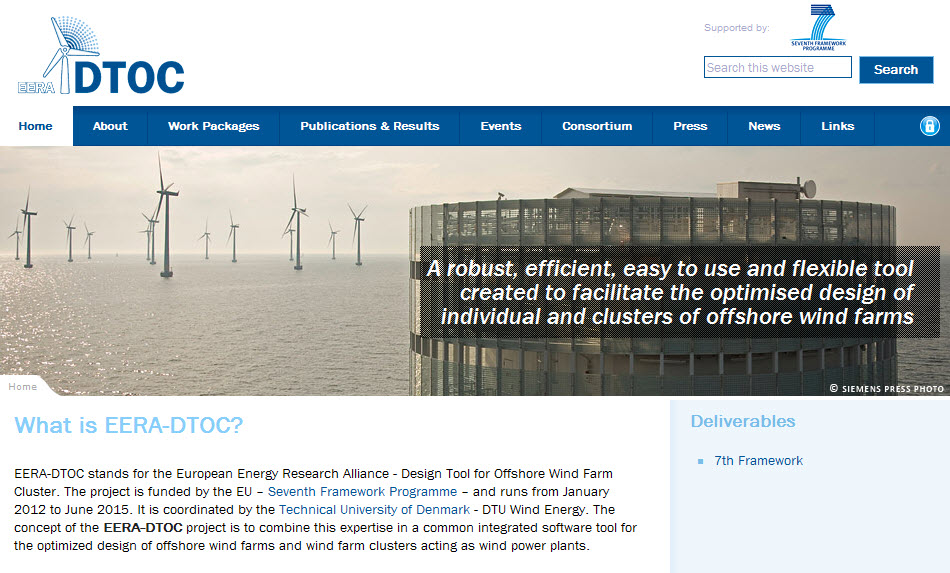 Supported by:
7
SEVENTH FRAMEWORK
PROGRAMME
EERA DTOC
Search this website
Search
Home About Work Packages Publications & Results Events Consortium Press News Links
A robust, efficient, easy to use and flexible tool
created to facilitate the optimised design of
individual and clusters of offshore wind farms
Home
© SIEMENS PRESS PHOTO
What is EERA-DTOC?
EERA-DTOC stands for the European Energy Research Alliance - Design Tool for Offshore Wind Farm
Cluster. The project is funded by the EU – Seventh Framework Programme – and runs from January
2012 to June 2015. It is coordinated by the Technical University of Denmark - DTU Wind Energy. The
concept of the EERA-DTOC project is to combine this expertise in a common integrated software tool for
the optimized design of offshore wind farms and wind farm clusters acting as wind power plants.
Deliverables
7th Framework